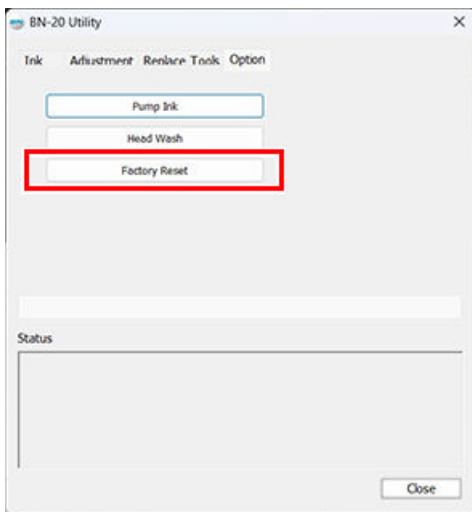 BN-20 Utility
Ink Adjustment Replace Tools Option
Pump Ink
Head Wash
Factory Reset
Status
Close